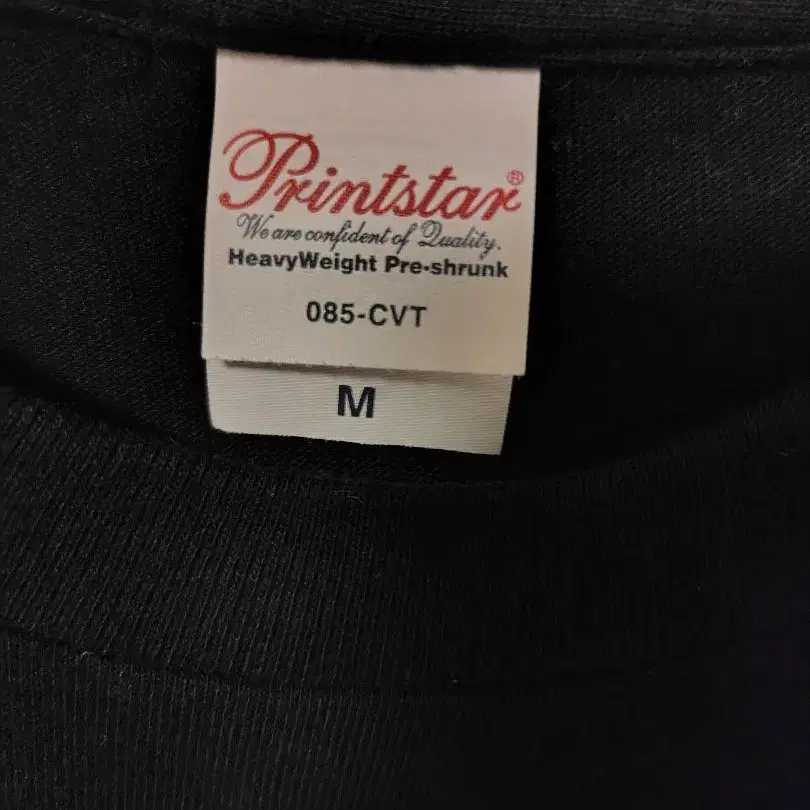 Printstar®
We are confident of Quality.
HeavyWeight Pre-shrunk
085-CVT
M